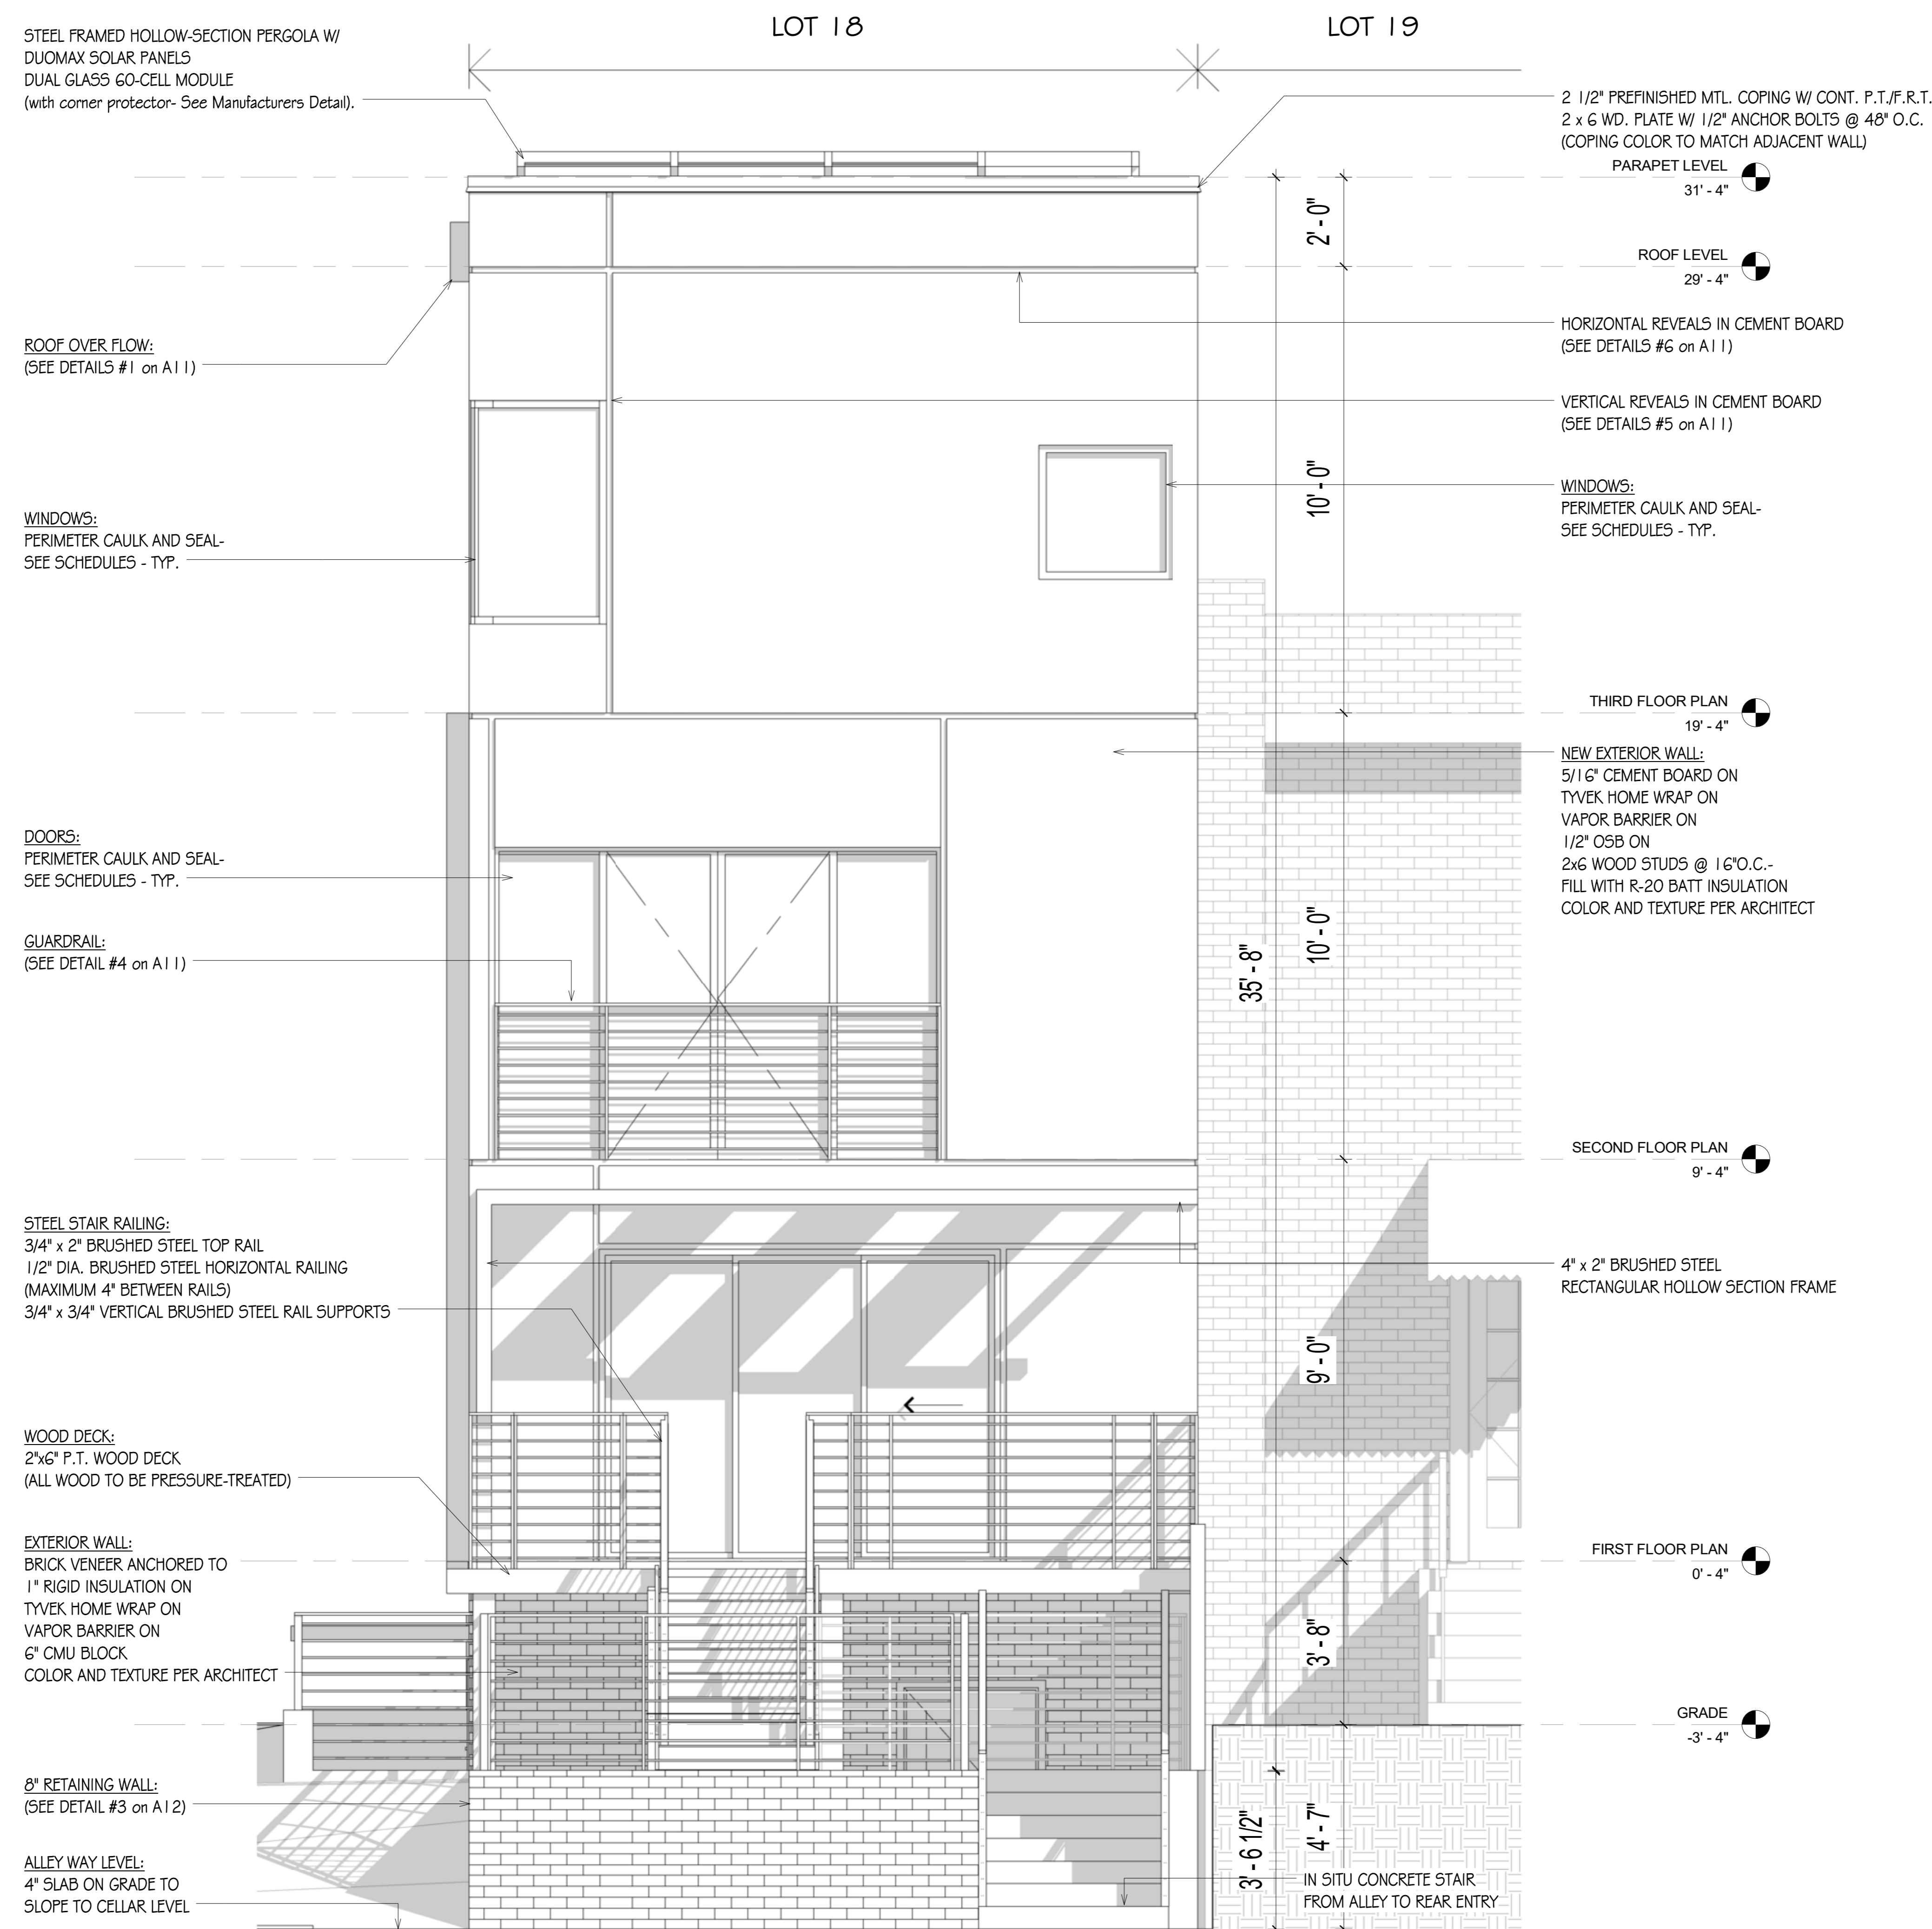 LOT 18
LOT 19
STEEL FRAMED HOLLOW-SECTION PERGOLA W/
DUOMAX SOLAR PANELS
DUAL GLASS 60-CELL MODULE
(with corner protector- See Manufacturers Detail).
ROOF OVER FLOW:
(SEE DETAILS #1 on A11)
WINDOWS:
PERIMETER CAULK AND SEAL-
SEE SCHEDULES - TYP.
DOORS:
PERIMETER CAULK AND SEAL-
SEE SCHEDULES - TYP.
GUARDRAIL:
(SEE DETAIL #4 on A11)
STEEL STAIR RAILING:
3/4" x 2" BRUSHED STEEL TOP RAIL
1/2" DIA. BRUSHED STEEL HORIZONTAL RAILING
(MAXIMUM 4" BETWEEN RAILS)
3/4" x 3/4" VERTICAL BRUSHED STEEL RAIL SUPPORTS
WOOD DECK:
2"x6" P.T. WOOD DECK
(ALL WOOD TO BE PRESSURE-TREATED)
EXTERIOR WALL:
BRICK VENEER ANCHORED TO
1" RIGID INSULATION ON
TYVEK HOME WRAP ON
VAPOR BARRIER ON
6" CMU BLOCK
COLOR AND TEXTURE PER ARCHITECT
8" RETAINING WALL:
(SEE DETAIL #3 on A12)
ALLEY WAY LEVEL:
4" SLAB ON GRADE TO
SLOPE TO CELLAR LEVEL
2' - 0"
10' - 0"
10' - 0"
35' - 8"
9' - 0"
3' - 8"
4' - 7"
3' - 6 1/2"
IN SITU CONCRETE STAIR
FROM ALLEY TO REAR ENTRY
2 1/2" PREFINISHED MTL. COPING W/ CONT. P.T./F.R.T.
2 x 6 WD. PLATE W/ 1/2" ANCHOR BOLTS @ 48" O.C.
(COPING COLOR TO MATCH ADJACENT WALL)
PARAPET LEVEL
31' - 4"
ROOF LEVEL
29' - 4"
HORIZONTAL REVEALS IN CEMENT BOARD
(SEE DETAILS #6 on A11)
VERTICAL REVEALS IN CEMENT BOARD
(SEE DETAILS #5 on A11)
WINDOWS:
PERIMETER CAULK AND SEAL-
SEE SCHEDULES - TYP.
THIRD FLOOR PLAN
19' - 4"
NEW EXTERIOR WALL:
5/16" CEMENT BOARD ON
TYVEK HOME WRAP ON
VAPOR BARRIER ON
1/2" OSB ON
2x6 WOOD STUDS @ 16"O.C.-
FILL WITH R-20 BATT INSULATION
COLOR AND TEXTURE PER ARCHITECT
SECOND FLOOR PLAN
9' - 4"
4" x 2" BRUSHED STEEL
RECTANGULAR HOLLOW SECTION FRAME
FIRST FLOOR PLAN
0' - 4"
GRADE
-3' - 4"